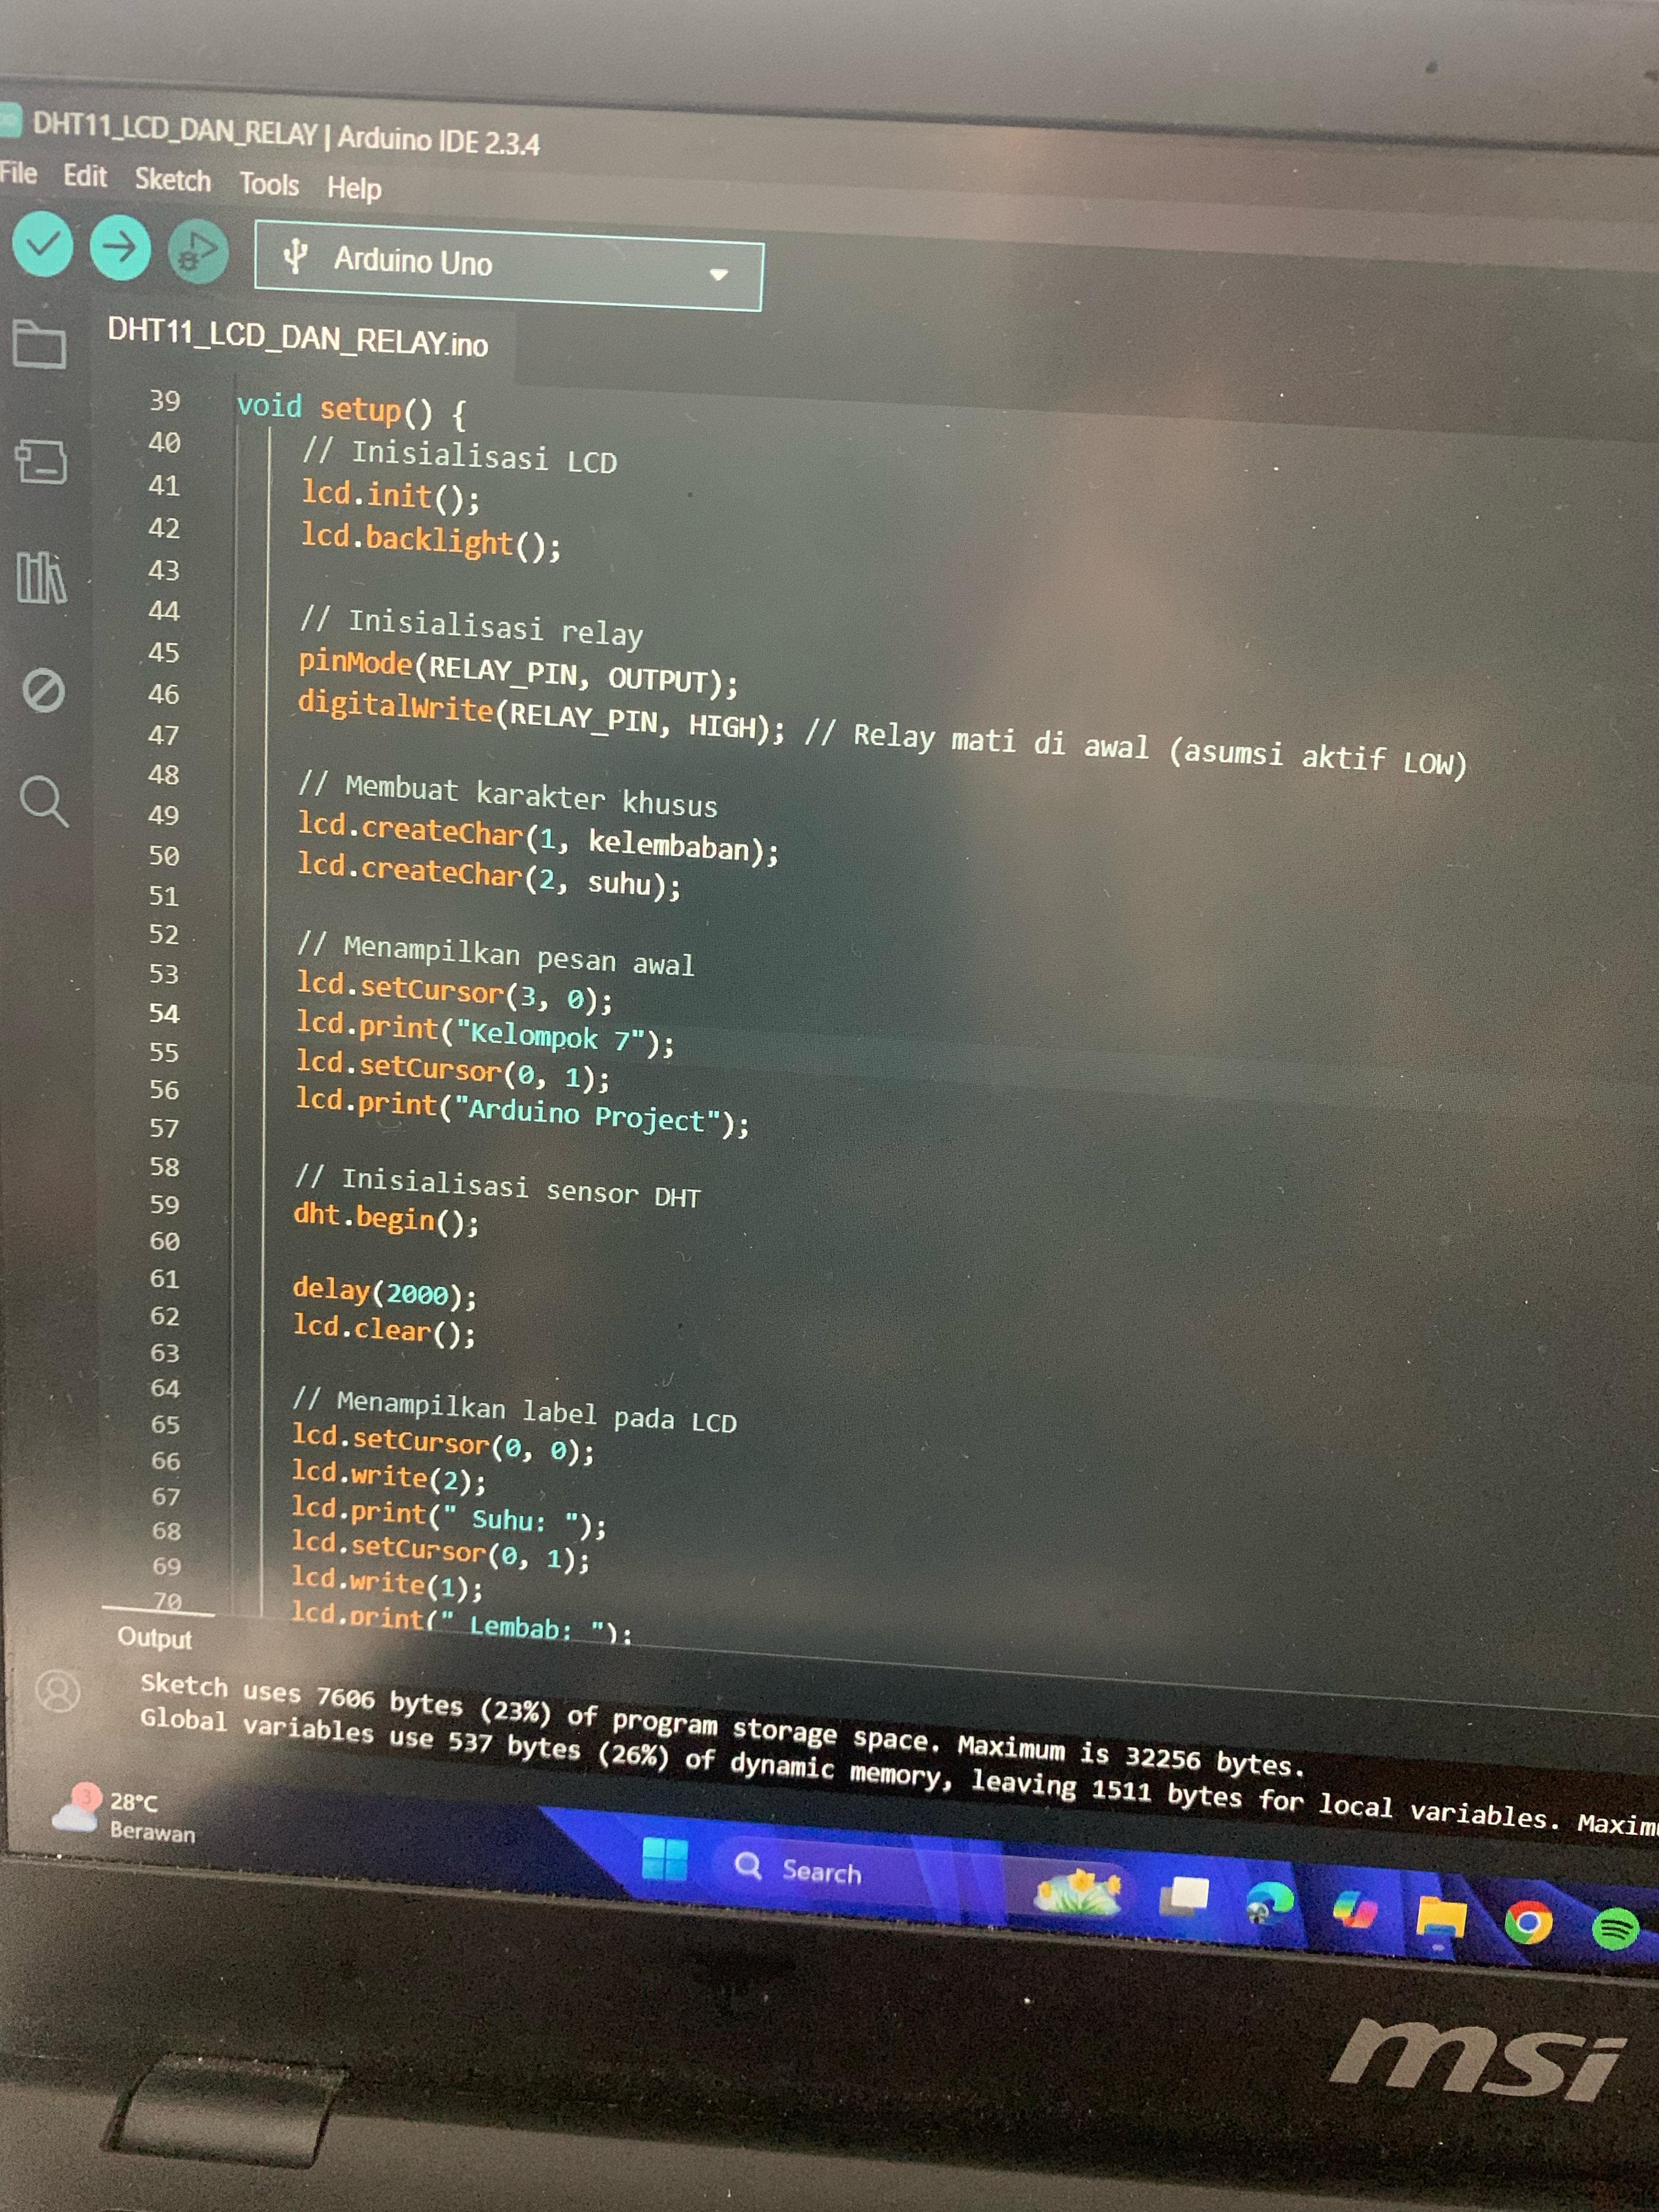 DHT11_LCD_DAN_RELAY | Arduino IDE 2.3.4
File Edit Sketch Tools Help
Arduino Uno
DHT11_LCD_DAN_RELAY.ino
39 void setup() {
40 // Inisialisasi LCD
41 lcd.init();
42 lcd.backlight();
43
44 // Inisialisasi relay
45 pinMode(RELAY_PIN, OUTPUT);
46 digitalWrite(RELAY_PIN, HIGH); // Relay mati di awal (asumsi aktif LOW)
47
48 // Membuat karakter khusus
49 lcd.createChar(1, kelembaban);
50 lcd.createChar(2, suhu);
51
52 // Menampilkan pesan awal
53 lcd.setCursor(3, 0);
54 lcd.print("Kelompok 7");
55 lcd.setCursor(0, 1);
56 lcd.print("Arduino Project");
57
58 // Inisialisasi sensor DHT
59 dht.begin();
60
61 delay(2000);
62 lcd.clear();
63
64 // Menampilkan label pada LCD
65 lcd.setCursor(0, 0);
66 lcd.write(2);
67 lcd.print(" Suhu: ");
68 lcd.setCursor(0, 1);
69 lcd.write(1);
70 lcd.print(" Lembab: ");
Output
Sketch uses 7606 bytes (23%) of program storage space. Maximum is 32256 bytes.
Global variables use 537 bytes (26%) of dynamic memory, leaving 1511 bytes for local variables. Maxim
3
28°C
Berawan
Search
msi